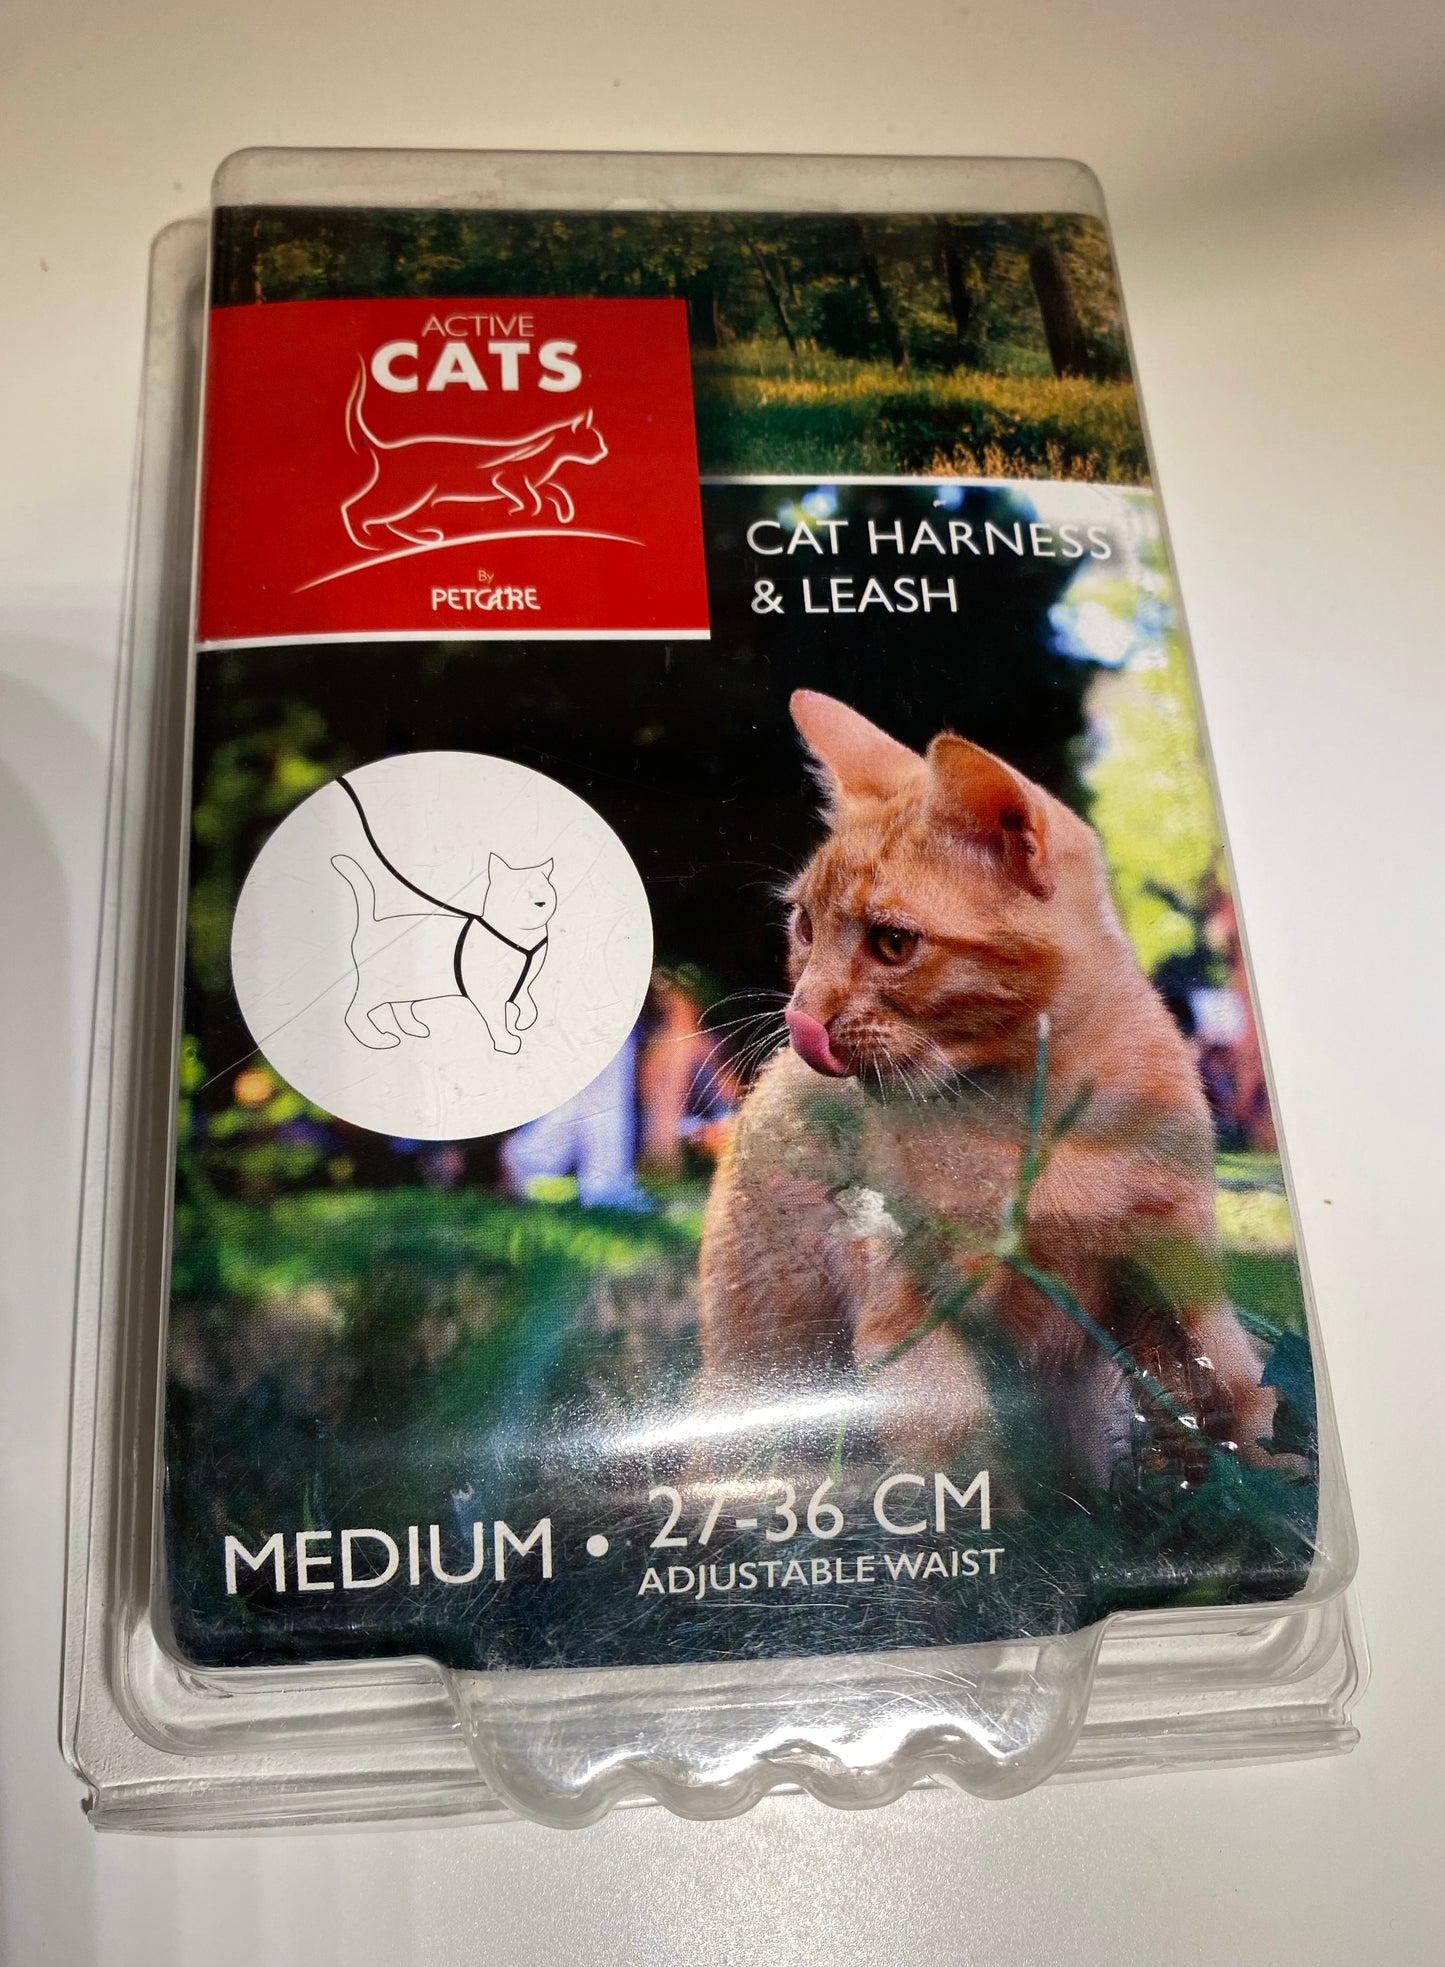 ACTIVE
CATS
By
PETCARE
CAT HARNESS
& LEASH
MEDIUM • 27-36 CM
ADJUSTABLE WAIST